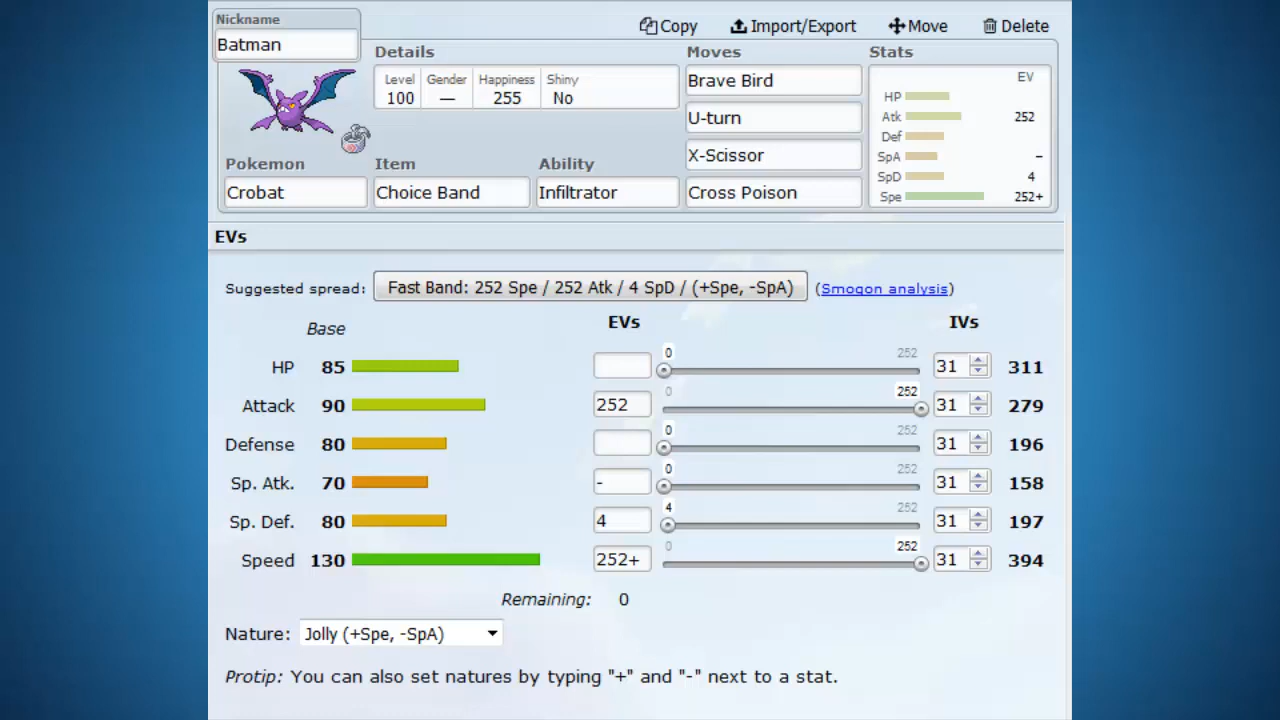 Nickname
Batman
Copy Import/Export Move Delete
Details
Level Gender Happiness Shiny
100 — 255 No
Moves
Brave Bird
U-turn
X-Scissor
Cross Poison
Stats
EV
HP
Atk 252
Def
SpA –
SpD 4
Spe 252+
Pokemon Item Ability
Crobat Choice Band Infiltrator
EVs
Suggested spread: Fast Band: 252 Spe / 252 Atk / 4 SpD / (+Spe, -SpA) (Smogon analysis)
Base EVs IVs
HP 85 0 252 31 311
Attack 90 252 0 252 31 279
Defense 80 0 252 31 196
Sp. Atk. 70 - 0 252 31 158
Sp. Def. 80 4 4 252 31 197
Speed 130 252+ 0 252 31 394
Remaining: 0
Nature: Jolly (+Spe, -SpA)
Protip: You can also set natures by typing "+" and "-" next to a stat.